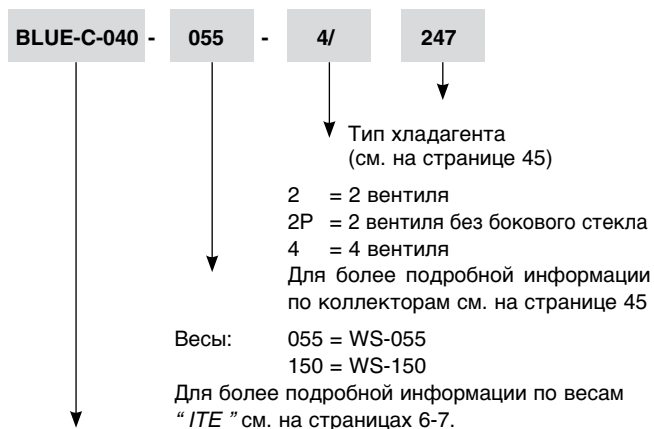 BLUE-C-040 - 055 - 4/ 247
Тип хладагента
(см. на странице 45)
2 = 2 вентиля
2P = 2 вентиля без бокового стекла
4 = 4 вентиля
Для более подробной информации
по коллекторам см. на странице 45
Весы: 055 = WS-055
150 = WS-150
Для более подробной информации по весам
“ ITE ” см. на страницах 6-7.